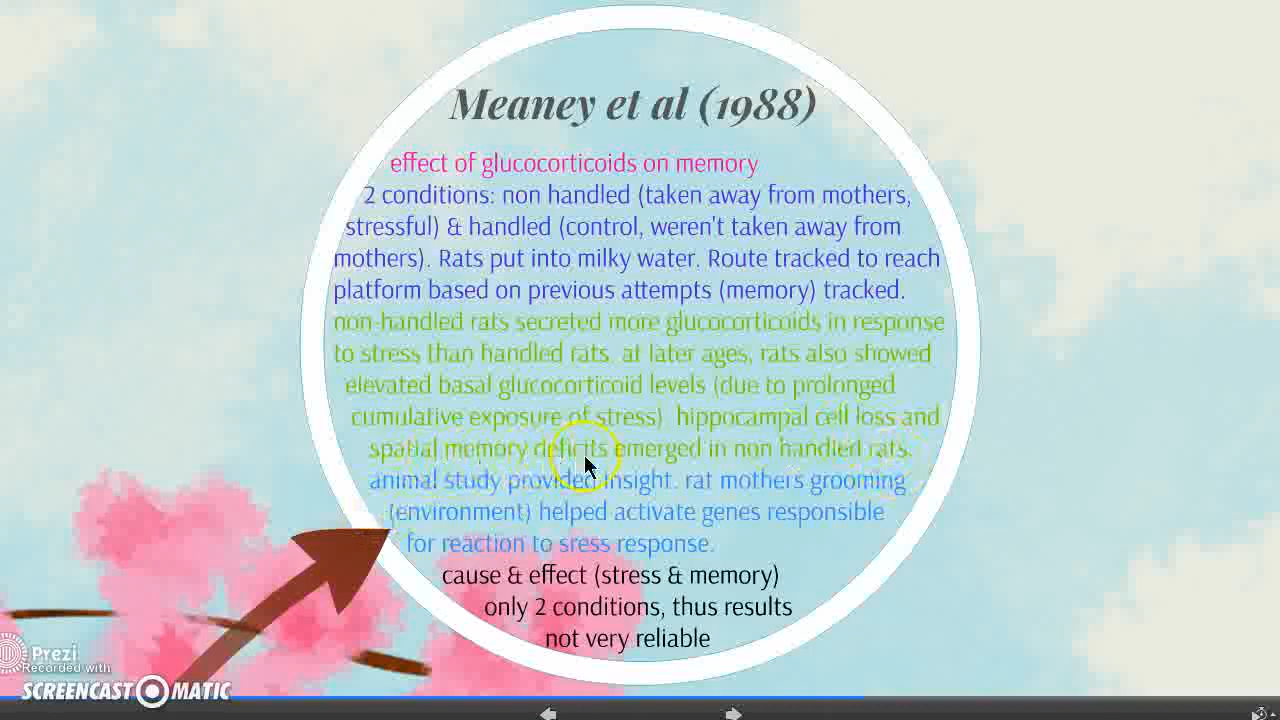 Meaney et al (1988)
effect of glucocorticoids on memory
2 conditions: non handled (taken away from mothers,
stressful) & handled (control, weren't taken away from
mothers). Rats put into milky water. Route tracked to reach
platform based on previous attempts (memory) tracked.
non-handled rats secreted more glucocorticoids in response
to stress than handled rats. at later ages, rats also showed
elevated basal glucocorticoid levels (due to prolonged
cumulative exposure of stress) hippocampal cell loss and
spatial memory deficits emerged in non handled rats.
animal study provided insight. rat mothers grooming
(environment) helped activate genes responsible
for reaction to sress response.
cause & effect (stress & memory)
only 2 conditions, thus results
not very reliable
Prezi
Recorded with
SCREENCAST O MATIC